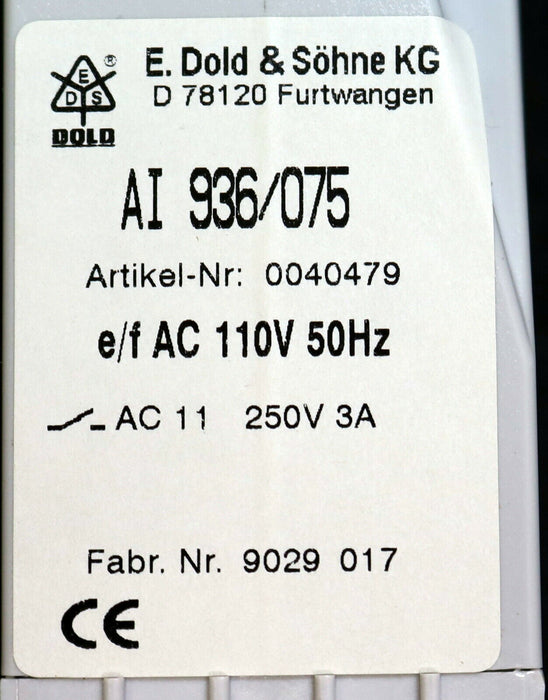 E DS ®
DOLD
E. Dold & Söhne KG
D 78120 Furtwangen
AI 936/075
Artikel-Nr: 0040479
e/f AC 110V 50Hz
AC 11 250V 3A
Fabr. Nr. 9029 017
CE